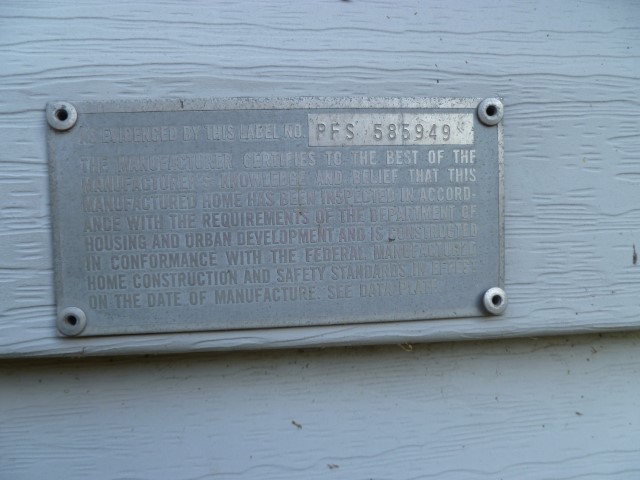 AS EVIDENCED BY THIS LABEL NO. PFS 585949
THE MANUFACTURER CERTIFIES TO THE BEST OF THE
MANUFACTURER'S KNOWLEDGE AND BELIEF THAT THIS
MANUFACTURED HOME HAS BEEN INSPECTED IN ACCORD-
ANCE WITH THE REQUIREMENTS OF THE DEPARTMENT OF
HOUSING AND URBAN DEVELOPMENT AND IS CONSTRUCTED
IN CONFORMANCE WITH THE FEDERAL MANUFACTURED
HOME CONSTRUCTION AND SAFETY STANDARDS IN EFFECT
ON THE DATE OF MANUFACTURE. SEE DATA PLATE.